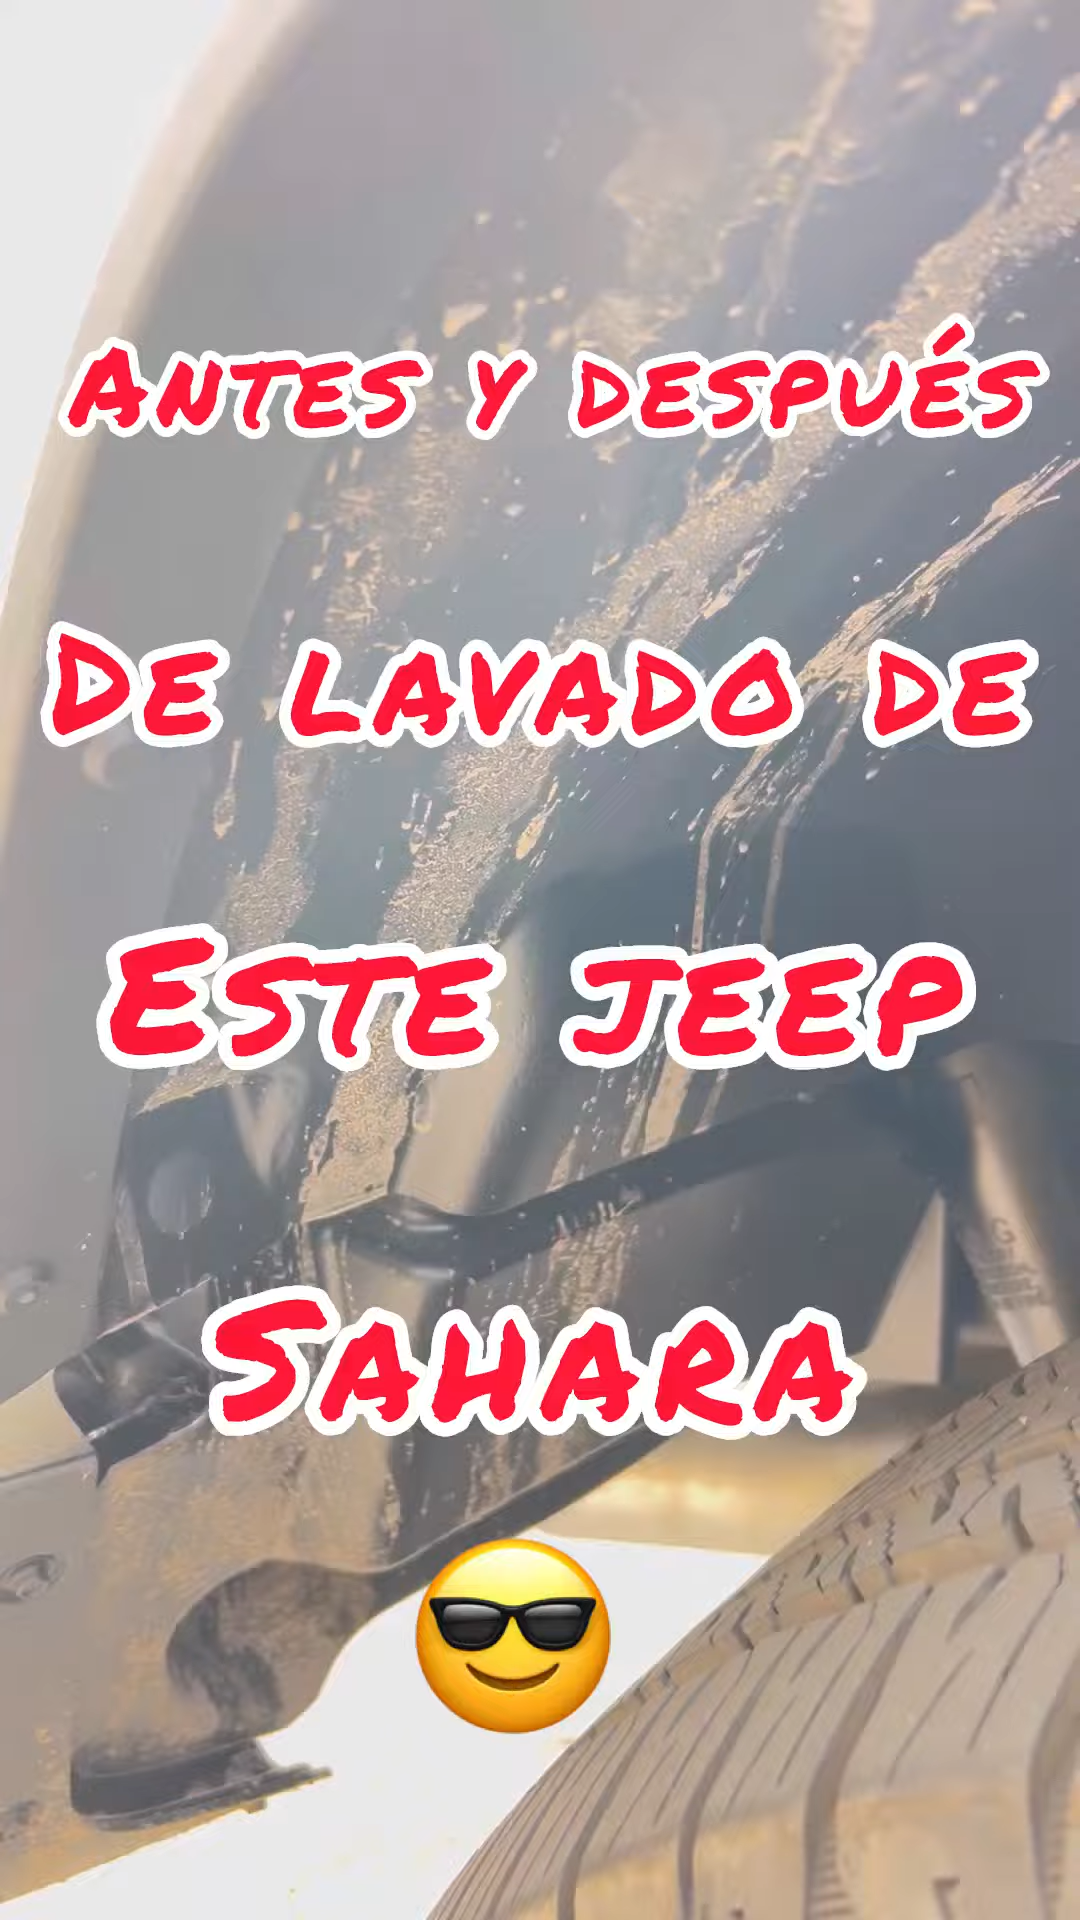 Antes y después
De lavado de
Este jeep
Sahara
😎